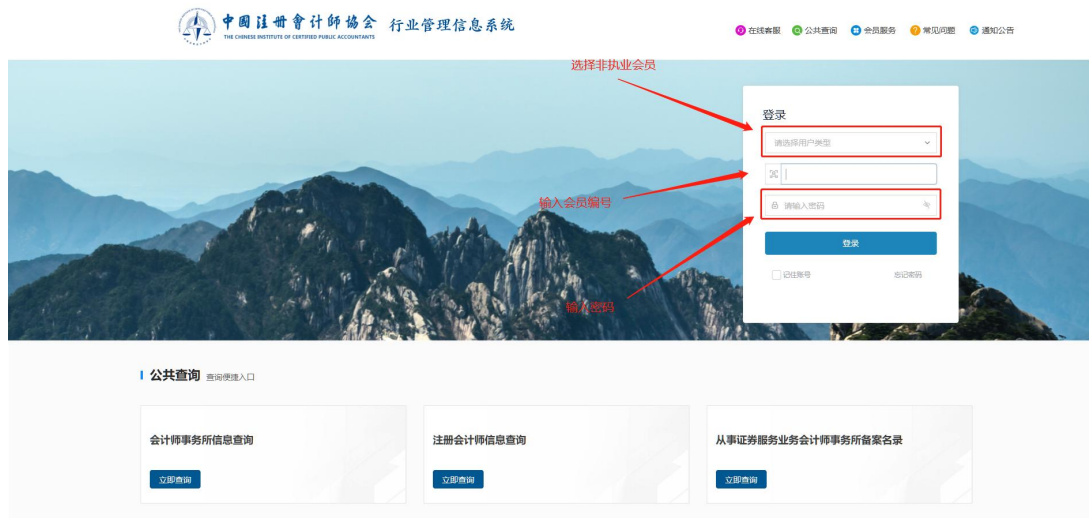 中國注冊會計師協會 行业管理信息系统
THE CHINESE INSTITUTE OF CERTIFIED PUBLIC ACCOUNTANTS
在线客服 公共查询 会员服务 常见问题 通知公告
选择非执业会员
登录
请选择用户类型
输入会员编号
请输入密码
登录
记住账号 忘记密码
输入密码
公共查询 查询便捷入口
会计师事务所信息查询 注册会计师信息查询 从事证券服务业务会计师事务所备案名录
立即查询 立即查询 立即查询